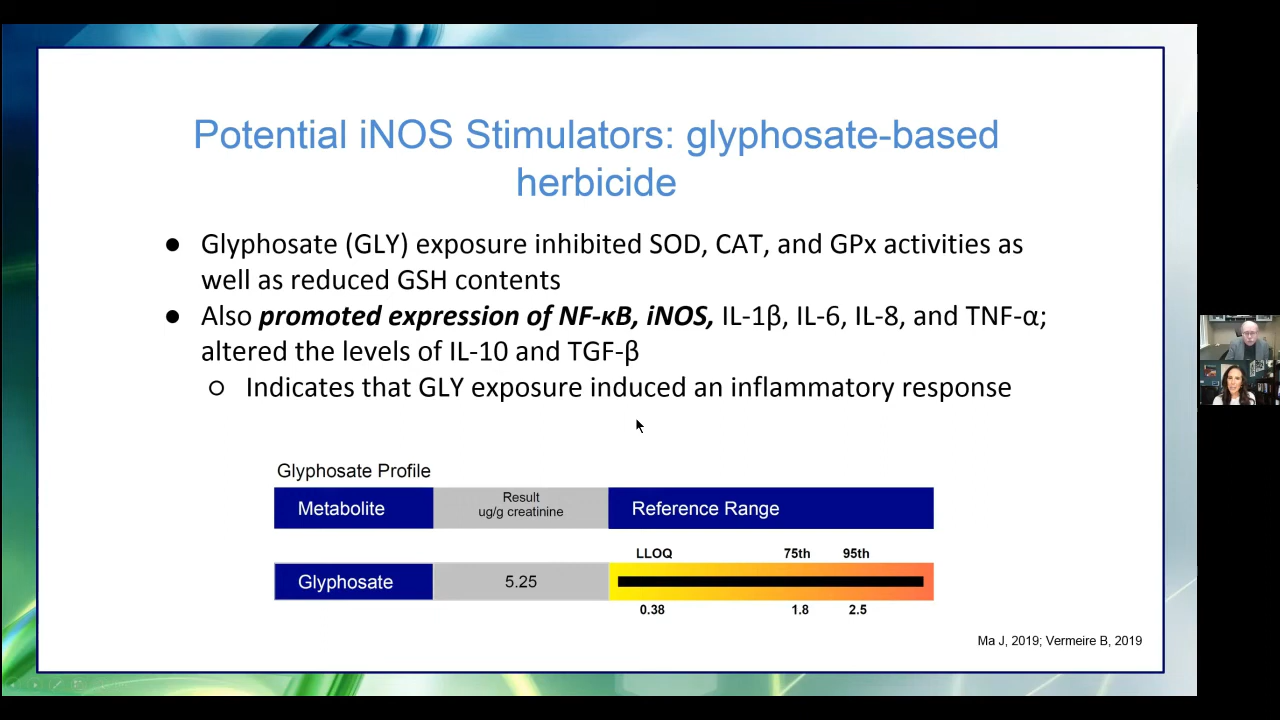 Potential iNOS Stimulators: glyphosate-based
herbicide
● Glyphosate (GLY) exposure inhibited SOD, CAT, and GPx activities as
well as reduced GSH contents
● Also promoted expression of NF-κB, iNOS, IL-1β, IL-6, IL-8, and TNF-α;
altered the levels of IL-10 and TGF-β
○ Indicates that GLY exposure induced an inflammatory response
Glyphosate Profile
Metabolite
Result
ug/g creatinine
Reference Range
LLOQ 75th 95th
Glyphosate 5.25
0.38 1.8 2.5
Ma J, 2019; Vermeire B, 2019